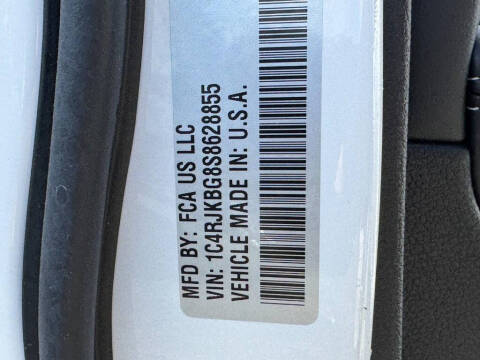 MFD BY: FCA US LLC
VIN: 1C4RJKBG8S8628855
VEHICLE MADE IN: U.S.A.